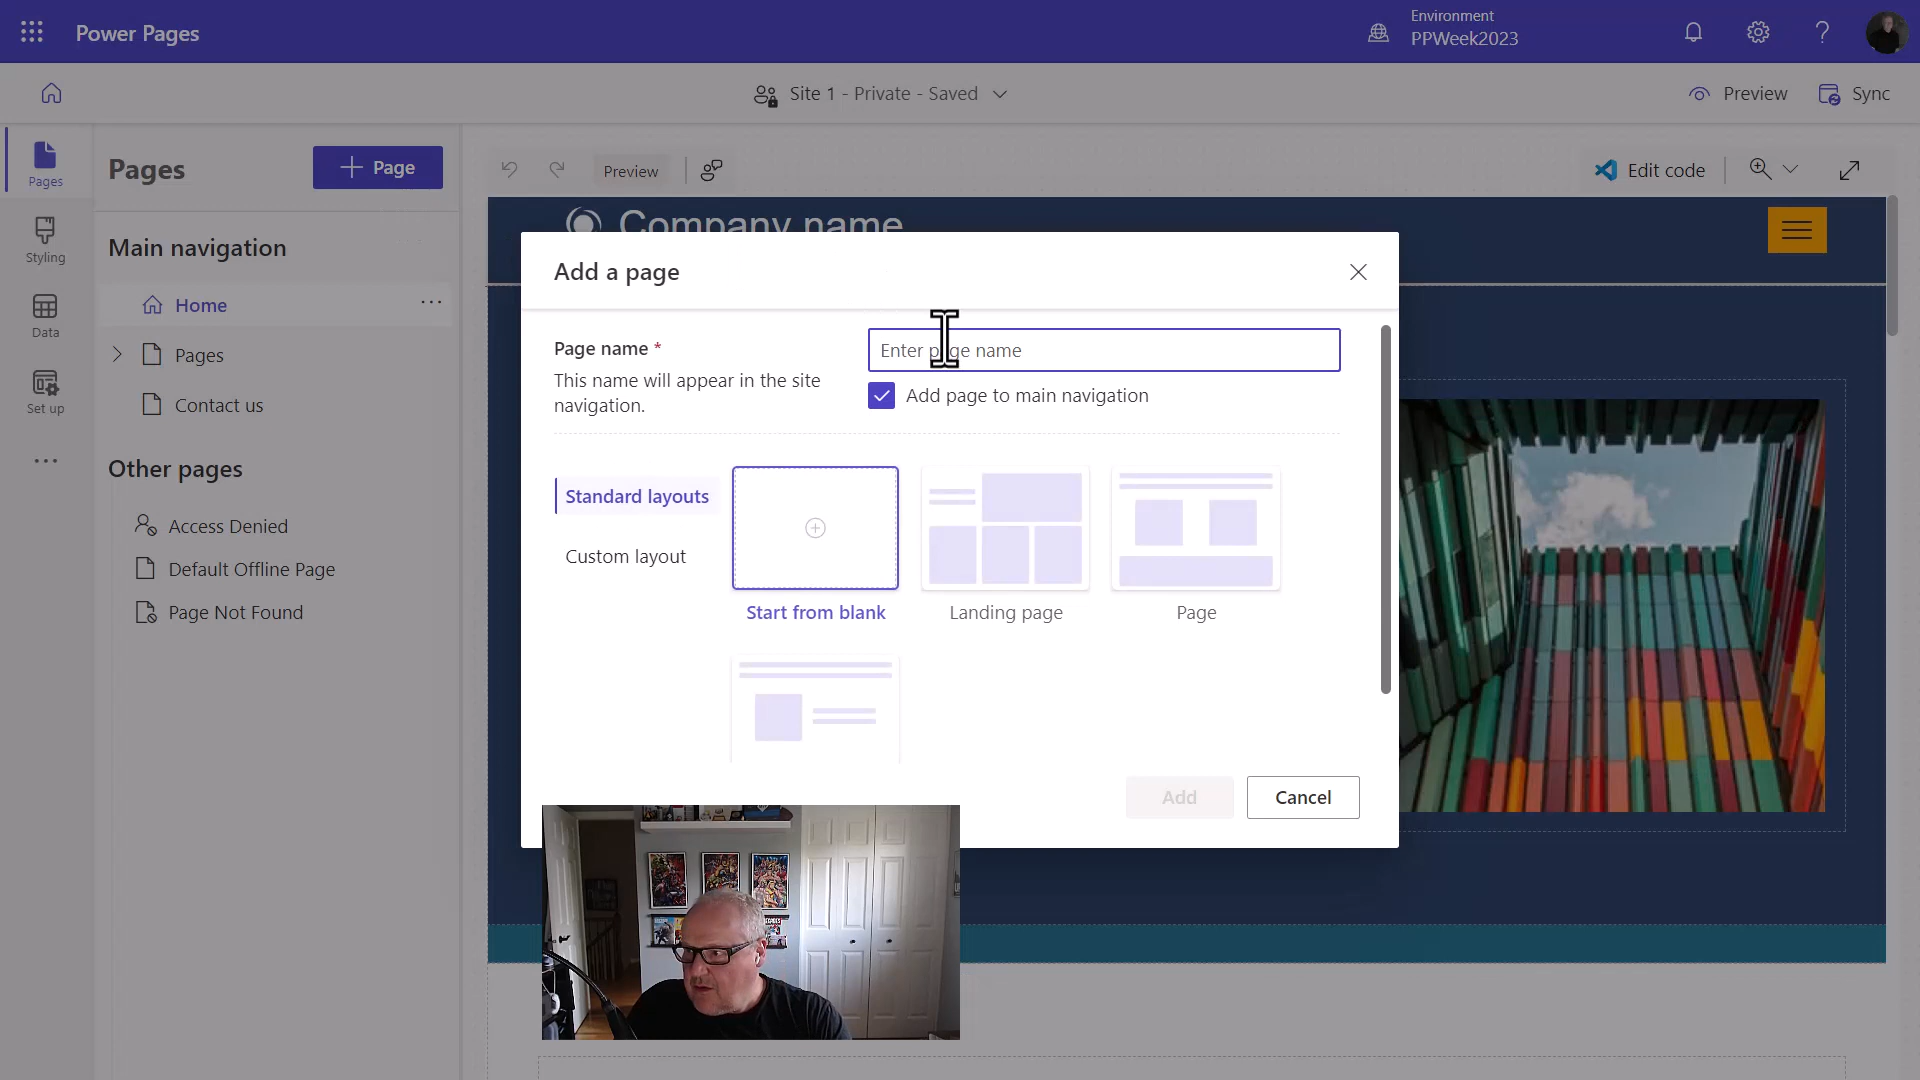 Power Pages
Environment
PPWeek2023
Site 1 - Private - Saved
Preview
Sync
Pages
Styling
Data
Set up
Pages
Page
Main navigation
Home
Pages
Contact us
Other pages
Access Denied
Default Offline Page
Page Not Found
Preview
Edit code
Company name
Add a page
Page name *
This name will appear in the site
navigation.
Enter page name
Add page to main navigation
Standard layouts
Custom layout
Start from blank
Landing page
Page
Add
Cancel